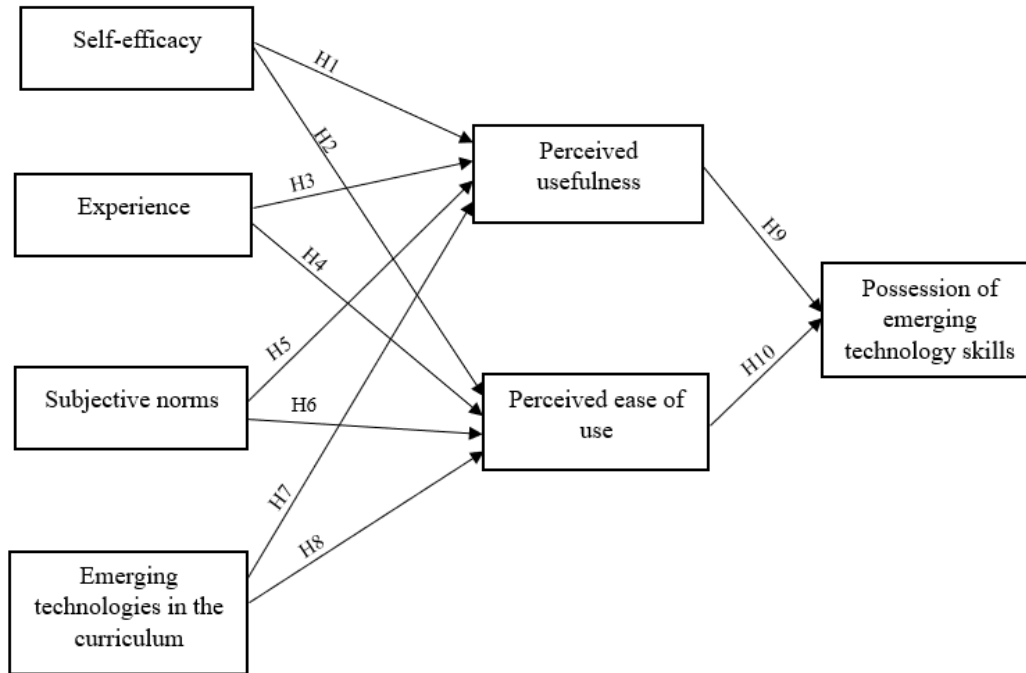 Self-efficacy
H1
H2
Perceived
usefulness
Experience
H3
H4
H9
Possession of
emerging
technology skills
Subjective norms
H5
H6
Perceived ease of
use
H10
Emerging
technologies in the
curriculum
H7
H8